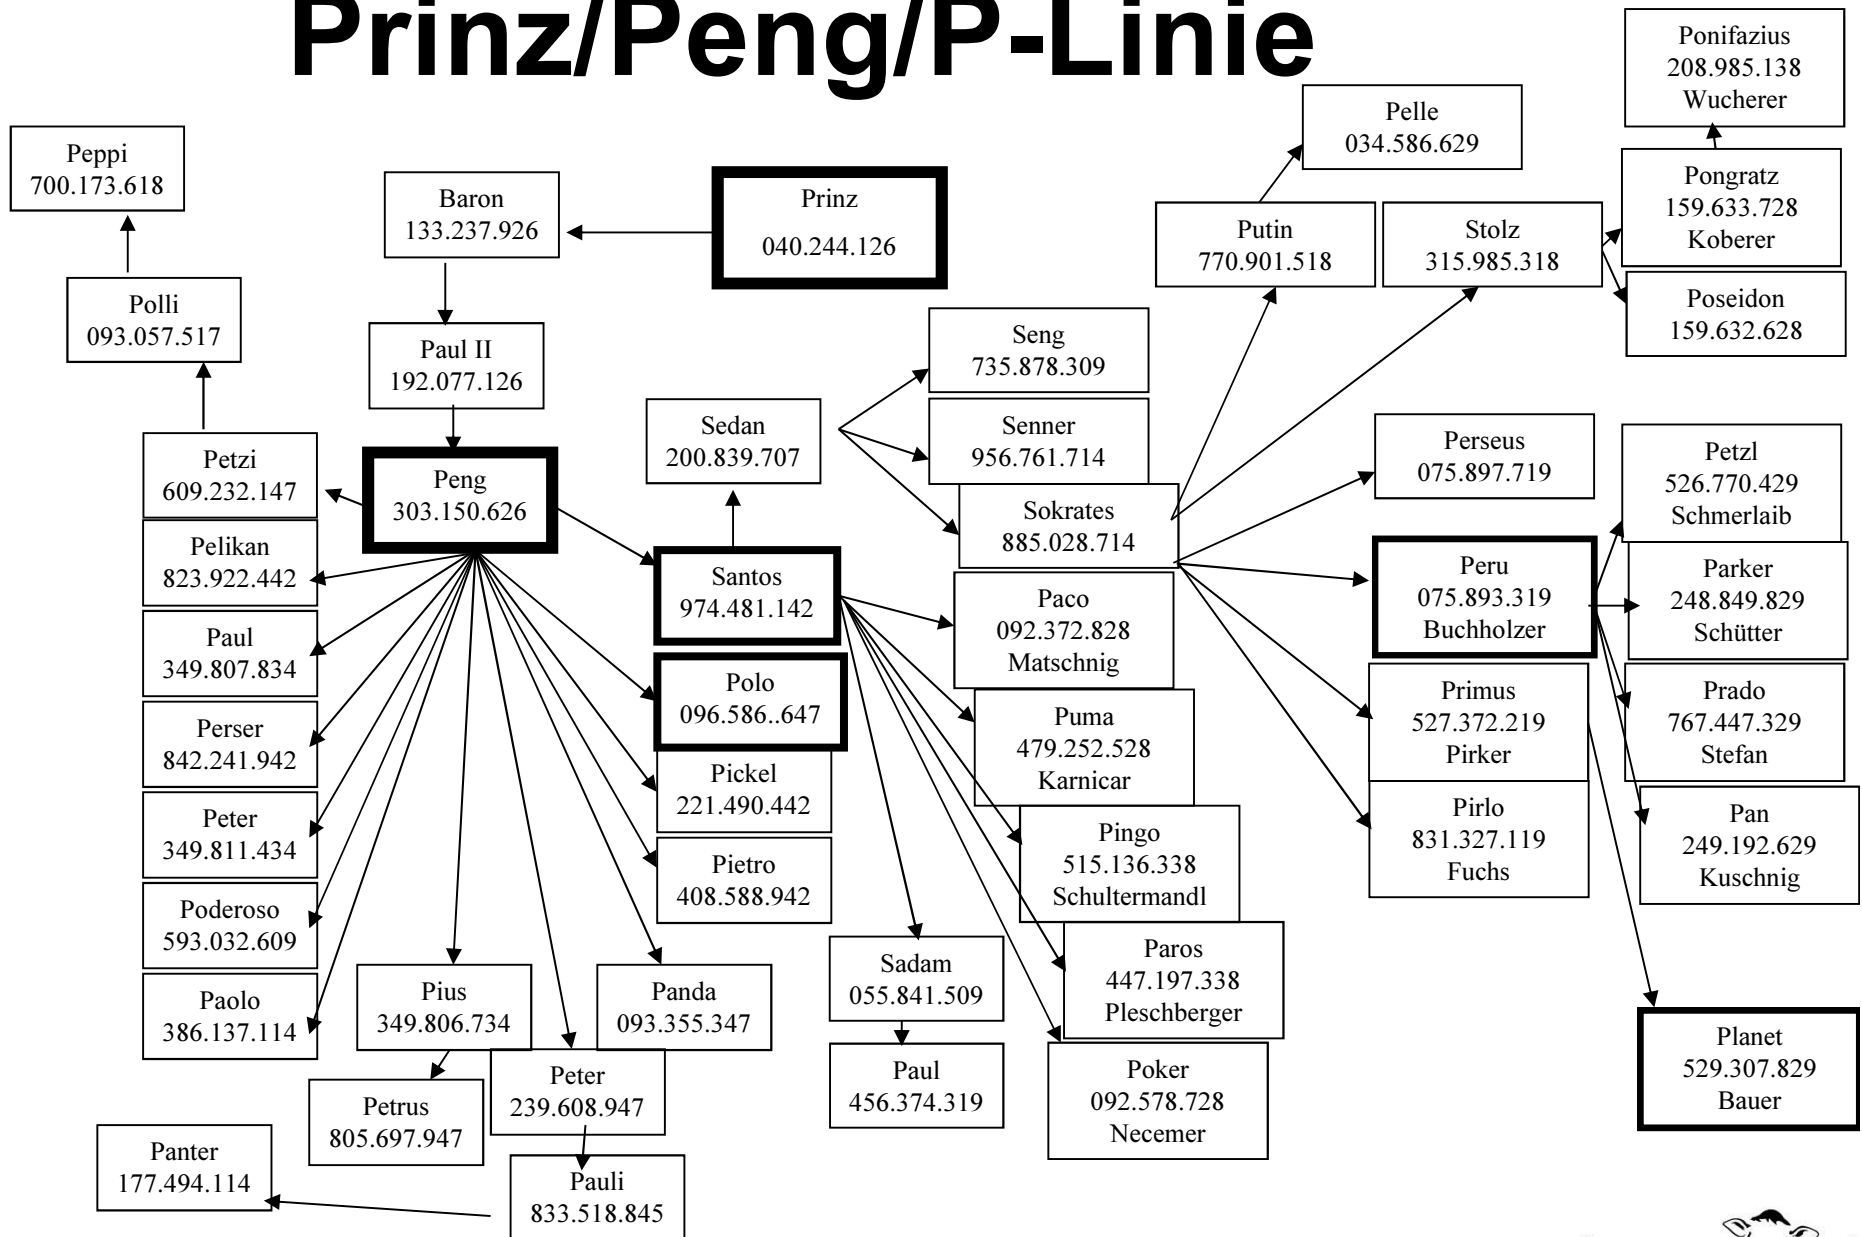 Prinz/Peng/P-Linie
Ponifazius
208.985.138
Wucherer
Pelle
034.586.629
Peppi
700.173.618
Pongratz
159.633.728
Koberer
Baron
133.237.926
Prinz
040.244.126
Putin
770.901.518
Stolz
315.985.318
Polli
093.057.517
Poseidon
159.632.628
Paul II
192.077.126
Seng
735.878.309
Sedan
200.839.707
Senner
956.761.714
Perseus
075.897.719
Petzl
526.770.429
Schmerlaib
Petzi
609.232.147
Peng
303.150.626
Sokrates
885.028.714
Pelikan
823.922.442
Santos
974.481.142
Paco
092.372.828
Matschnig
Peru
075.893.319
Buchholzer
Parker
248.849.829
Schütter
Paul
349.807.834
Polo
096.586..647
Primus
527.372.219
Pirker
Prado
767.447.329
Stefan
Perser
842.241.942
Puma
479.252.528
Karnicar
Pickel
221.490.442
Peter
349.811.434
Pingo
515.136.338
Schultermandl
Pirlo
831.327.119
Fuchs
Pan
249.192.629
Kuschnig
Pietro
408.588.942
Poderoso
593.032.609
Paros
447.197.338
Pleschberger
Sadam
055.841.509
Paolo
386.137.114
Pius
349.806.734
Panda
093.355.347
Planet
529.307.829
Bauer
Peter
239.608.947
Paul
456.374.319
Poker
092.578.728
Necemer
Petrus
805.697.947
Panter
177.494.114
Pauli
833.518.845